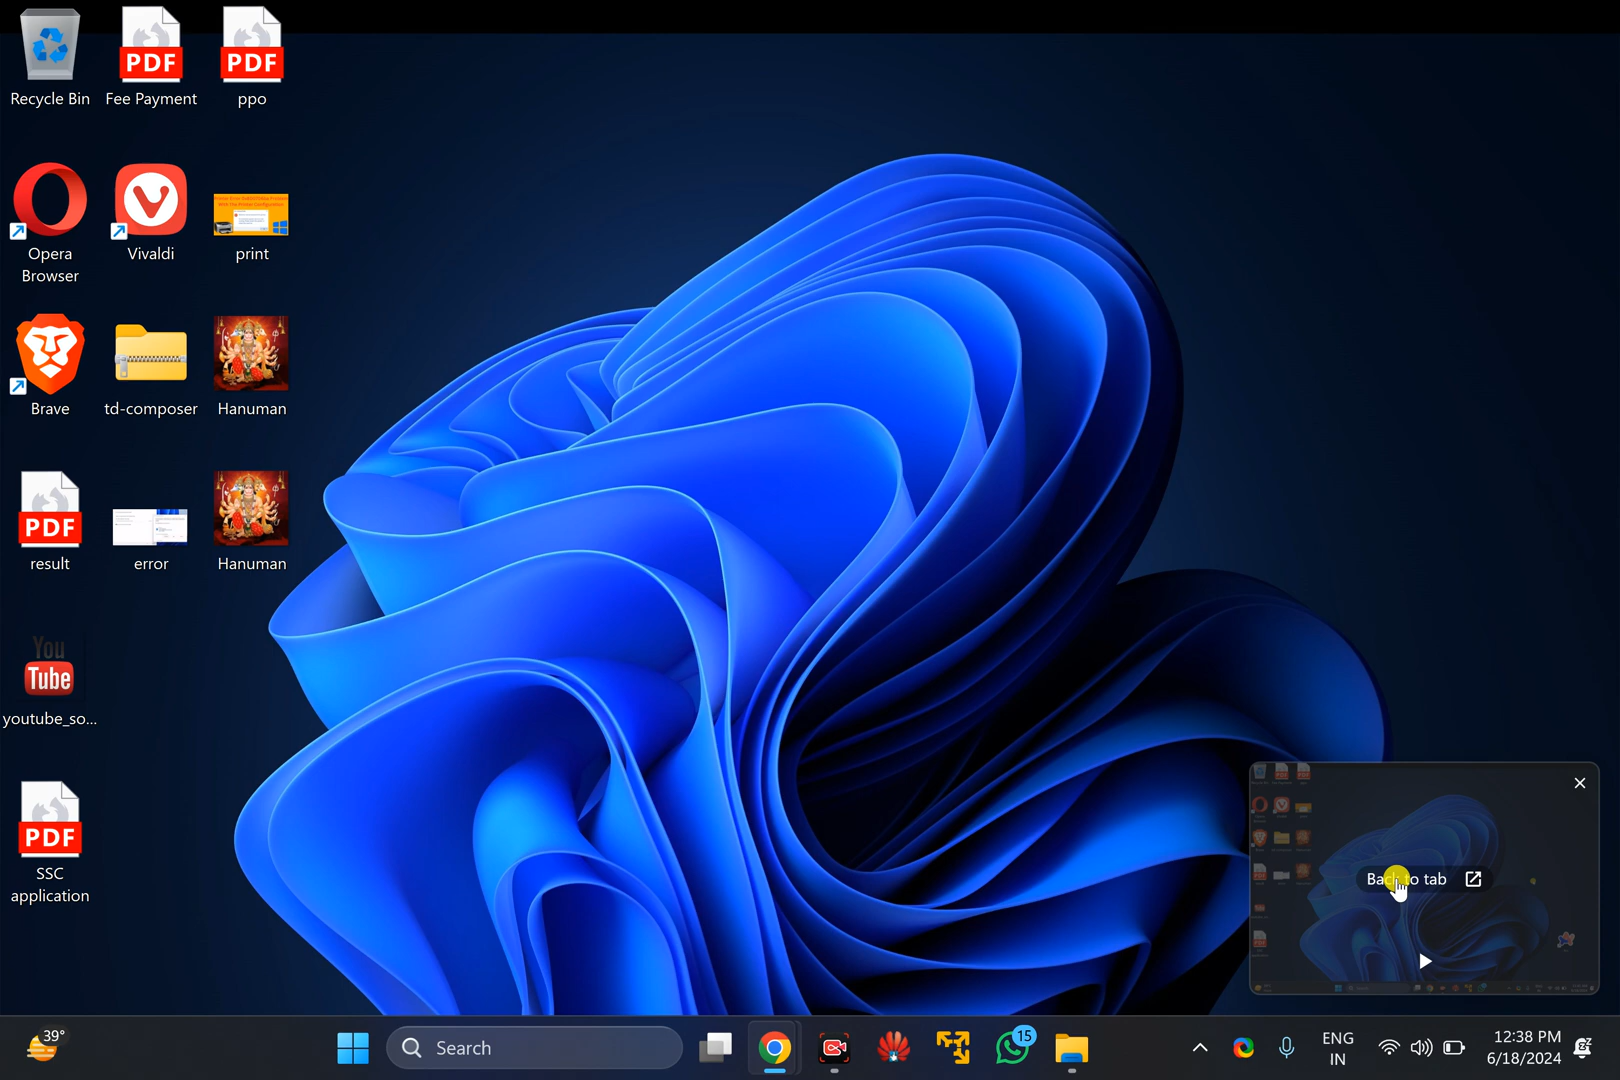 Recycle Bin
PDF
Fee Payment
PDF
ppo
Opera
Browser
Vivaldi
print
Brave
td-composer
Hanuman
PDF
result
error
Hanuman
You
Tube
youtube_so...
PDF
SSC
application
Back to tab
39°
Search
15
ENG
IN
12:38 PM
6/18/2024